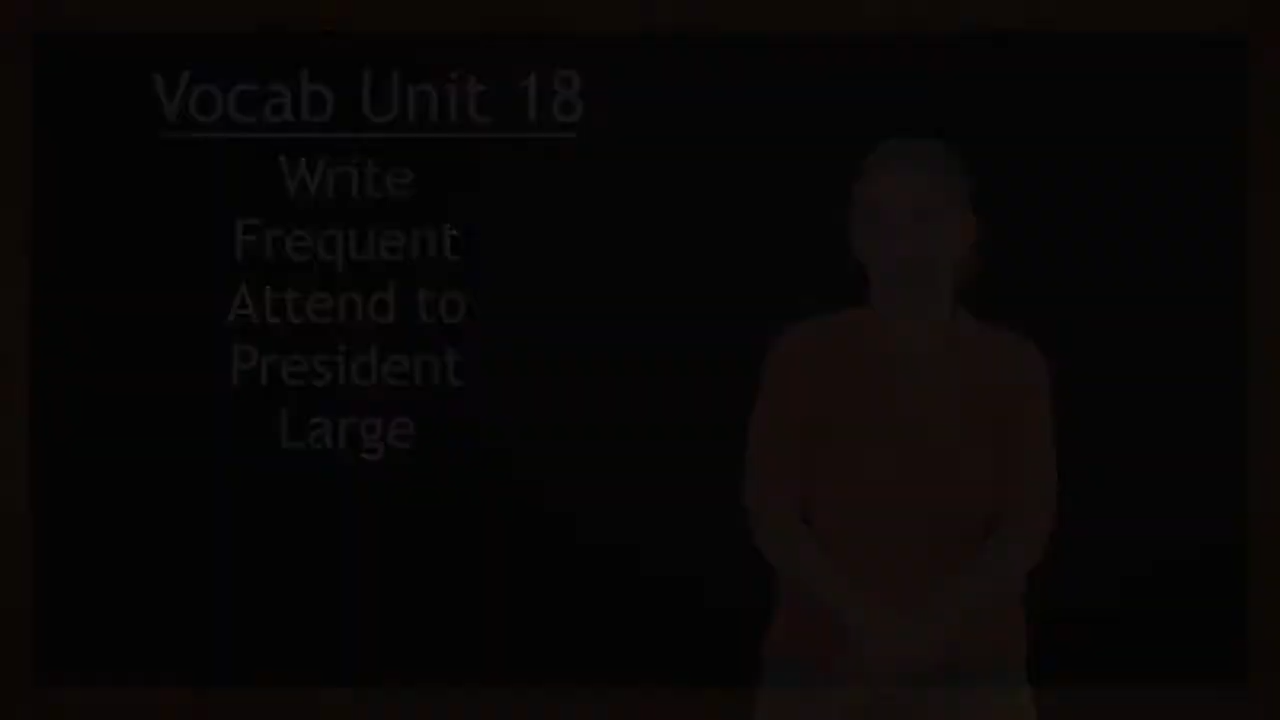 Vocab Unit 18
Write
Frequent
Attend to
President
Large